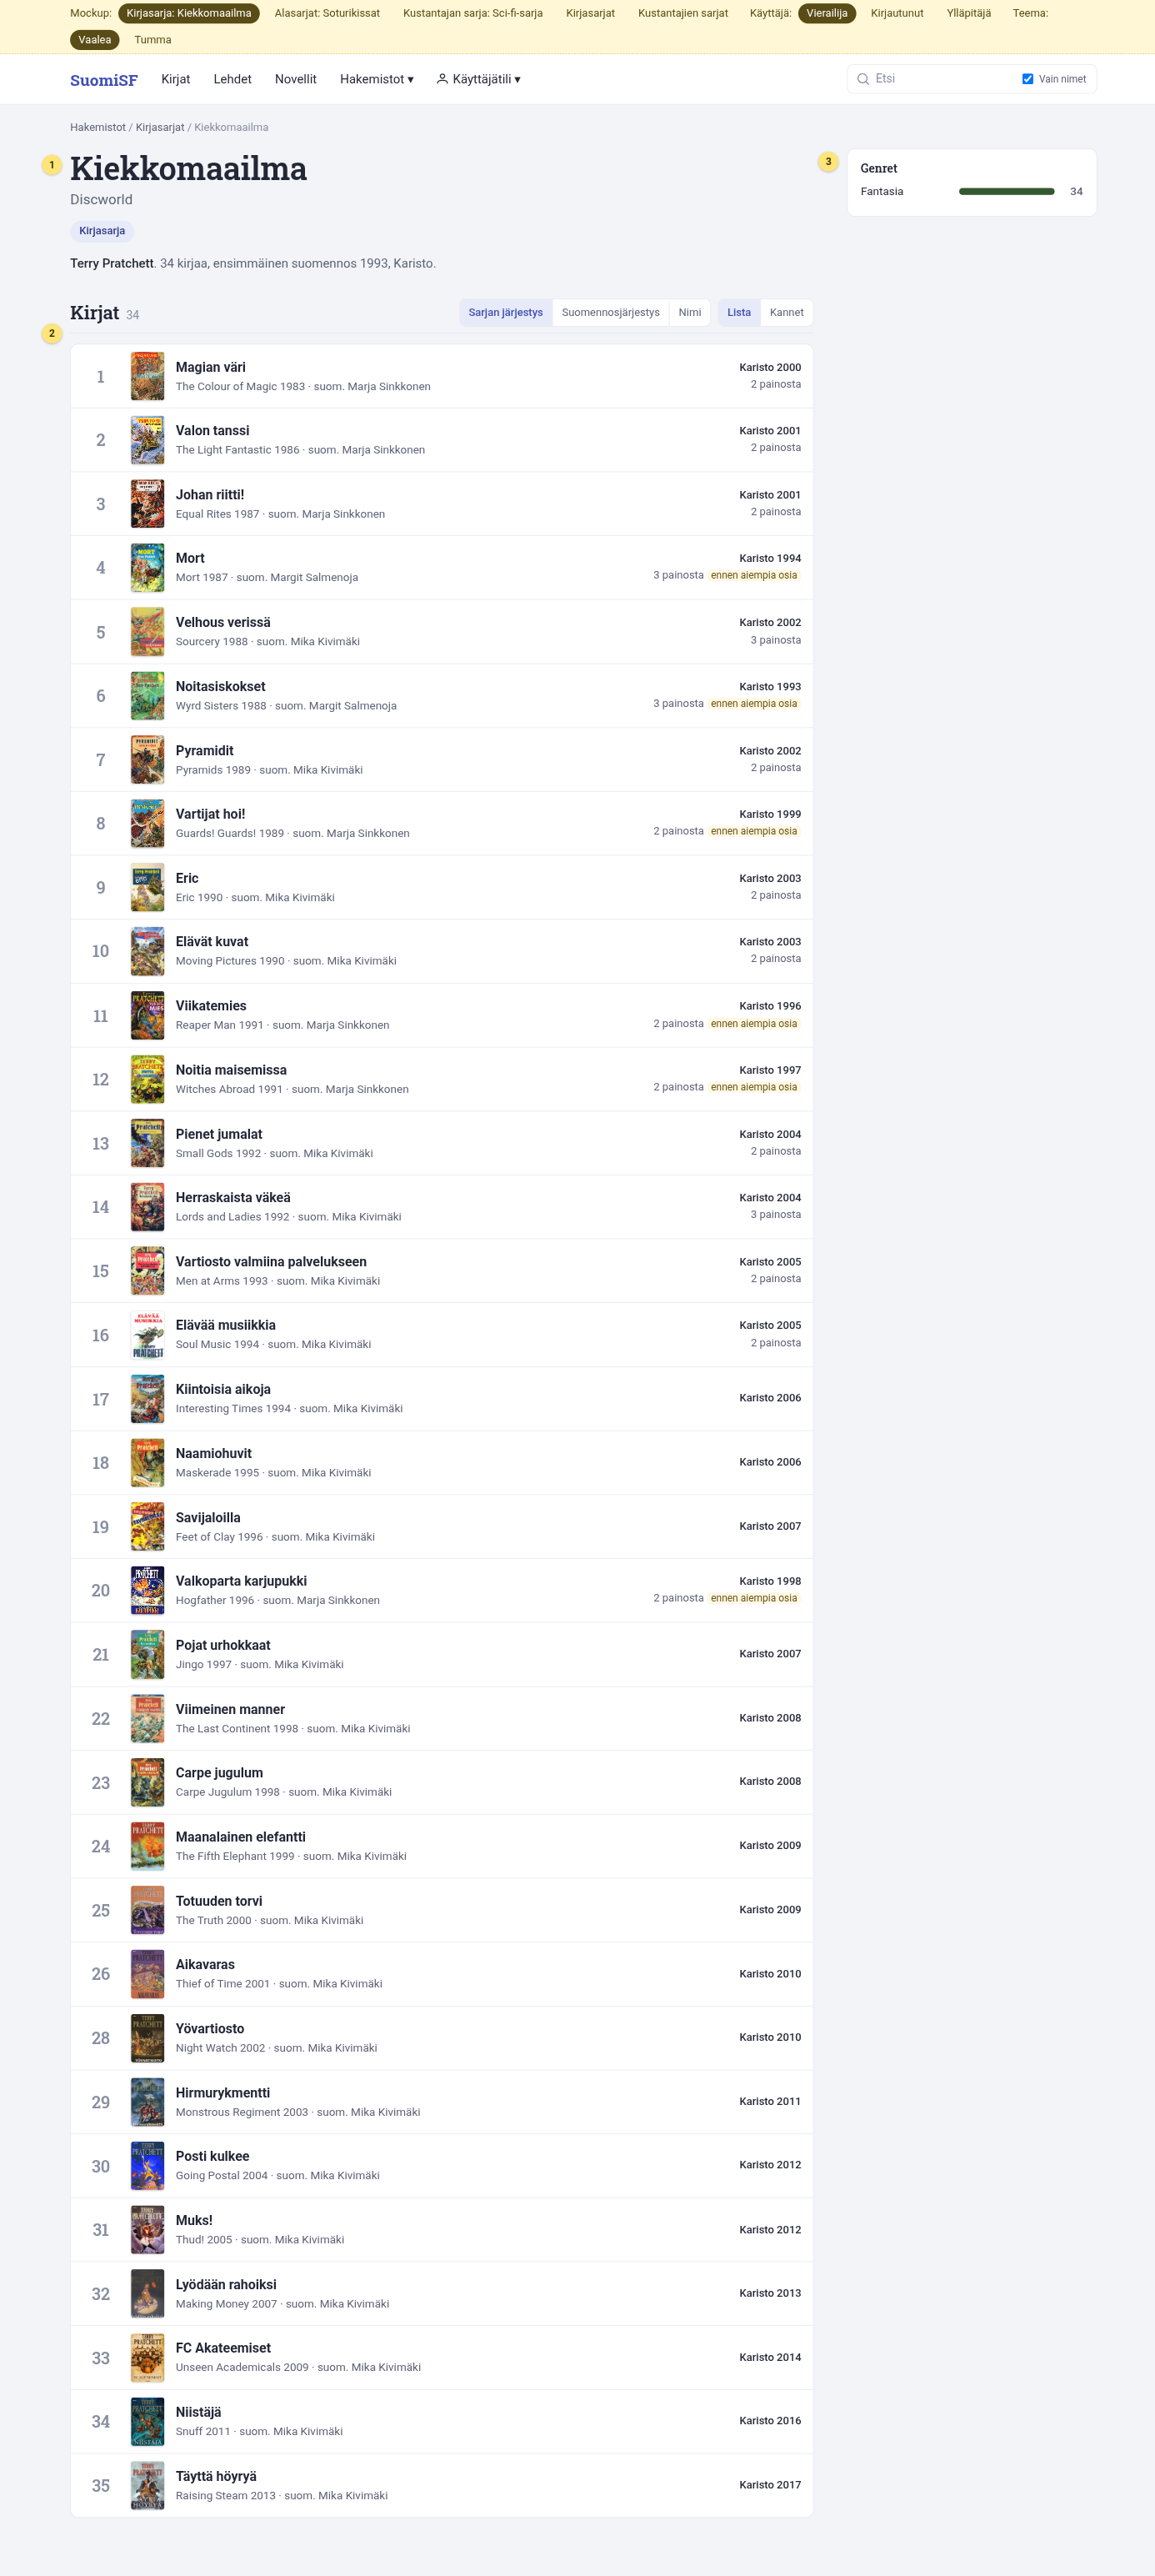 Mockup: Kirjasarja: Kiekkomaailma Alasarjat: Soturikissat Kustantajan sarja: Sci-fi-sarja Kirjasarjat Kustantajien sarjat Käyttäjä: Vierailija Kirjautunut Ylläpitäjä Teema:
Vaalea Tumma
SuomiSF Kirjat Lehdet Novellit Hakemistot ▾ Käyttäjätili ▾ Etsi Vain nimet
Hakemistot / Kirjasarjat / Kiekkomaailma
1 Kiekkomaailma
Discworld
Kirjasarja
Terry Pratchett. 34 kirjaa, ensimmäinen suomennos 1993, Karisto.
3 Genret
Fantasia 34
Kirjat 34 Sarjan järjestys Suomennosjärjestys Nimi Lista Kannet
2
1 Magian väri Karisto 2000
The Colour of Magic 1983 · suom. Marja Sinkkonen 2 painosta
2 Valon tanssi Karisto 2001
The Light Fantastic 1986 · suom. Marja Sinkkonen 2 painosta
3 Johan riitti! Karisto 2001
Equal Rites 1987 · suom. Marja Sinkkonen 2 painosta
4 Mort Karisto 1994
Mort 1987 · suom. Margit Salmenoja 3 painosta ennen aiempia osia
5 Velhous verissä Karisto 2002
Sourcery 1988 · suom. Mika Kivimäki 3 painosta
6 Noitasiskokset Karisto 1993
Wyrd Sisters 1988 · suom. Margit Salmenoja 3 painosta ennen aiempia osia
7 Pyramidit Karisto 2002
Pyramids 1989 · suom. Mika Kivimäki 2 painosta
8 Vartijat hoi! Karisto 1999
Guards! Guards! 1989 · suom. Marja Sinkkonen 2 painosta ennen aiempia osia
9 Eric Karisto 2003
Eric 1990 · suom. Mika Kivimäki 2 painosta
10 Elävät kuvat Karisto 2003
Moving Pictures 1990 · suom. Mika Kivimäki 2 painosta
11 Viikatemies Karisto 1996
Reaper Man 1991 · suom. Marja Sinkkonen 2 painosta ennen aiempia osia
12 Noitia maisemissa Karisto 1997
Witches Abroad 1991 · suom. Marja Sinkkonen 2 painosta ennen aiempia osia
13 Pienet jumalat Karisto 2004
Small Gods 1992 · suom. Mika Kivimäki 2 painosta
14 Herraskaista väkeä Karisto 2004
Lords and Ladies 1992 · suom. Mika Kivimäki 3 painosta
15 Vartiosto valmiina palvelukseen Karisto 2005
Men at Arms 1993 · suom. Mika Kivimäki 2 painosta
16 Elävää musiikkia Karisto 2005
Soul Music 1994 · suom. Mika Kivimäki 2 painosta
17 Kiintoisia aikoja Karisto 2006
Interesting Times 1994 · suom. Mika Kivimäki
18 Naamiohuvit Karisto 2006
Maskerade 1995 · suom. Mika Kivimäki
19 Savijaloilla Karisto 2007
Feet of Clay 1996 · suom. Mika Kivimäki
20 Valkoparta karjupukki Karisto 1998
Hogfather 1996 · suom. Marja Sinkkonen 2 painosta ennen aiempia osia
21 Pojat urhokkaat Karisto 2007
Jingo 1997 · suom. Mika Kivimäki
22 Viimeinen manner Karisto 2008
The Last Continent 1998 · suom. Mika Kivimäki
23 Carpe jugulum Karisto 2008
Carpe Jugulum 1998 · suom. Mika Kivimäki
24 Maanalainen elefantti Karisto 2009
The Fifth Elephant 1999 · suom. Mika Kivimäki
25 Totuuden torvi Karisto 2009
The Truth 2000 · suom. Mika Kivimäki
26 Aikavaras Karisto 2010
Thief of Time 2001 · suom. Mika Kivimäki
28 Yövartiosto Karisto 2010
Night Watch 2002 · suom. Mika Kivimäki
29 Hirmurykmentti Karisto 2011
Monstrous Regiment 2003 · suom. Mika Kivimäki
30 Posti kulkee Karisto 2012
Going Postal 2004 · suom. Mika Kivimäki
31 Muks! Karisto 2012
Thud! 2005 · suom. Mika Kivimäki
32 Lyödään rahoiksi Karisto 2013
Making Money 2007 · suom. Mika Kivimäki
33 FC Akateemiset Karisto 2014
Unseen Academicals 2009 · suom. Mika Kivimäki
34 Niistäjä Karisto 2016
Snuff 2011 · suom. Mika Kivimäki
35 Täyttä höyryä Karisto 2017
Raising Steam 2013 · suom. Mika Kivimäki